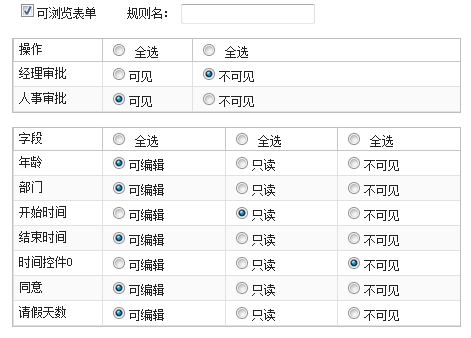 可浏览表单 规则名：
操作 全选 全选
经理审批 可见 不可见
人事审批 可见 不可见
字段 全选 全选 全选
年龄 可编辑 只读 不可见
部门 可编辑 只读 不可见
开始时间 可编辑 只读 不可见
结束时间 可编辑 只读 不可见
时间控件0 可编辑 只读 不可见
同意 可编辑 只读 不可见
请假天数 可编辑 只读 不可见